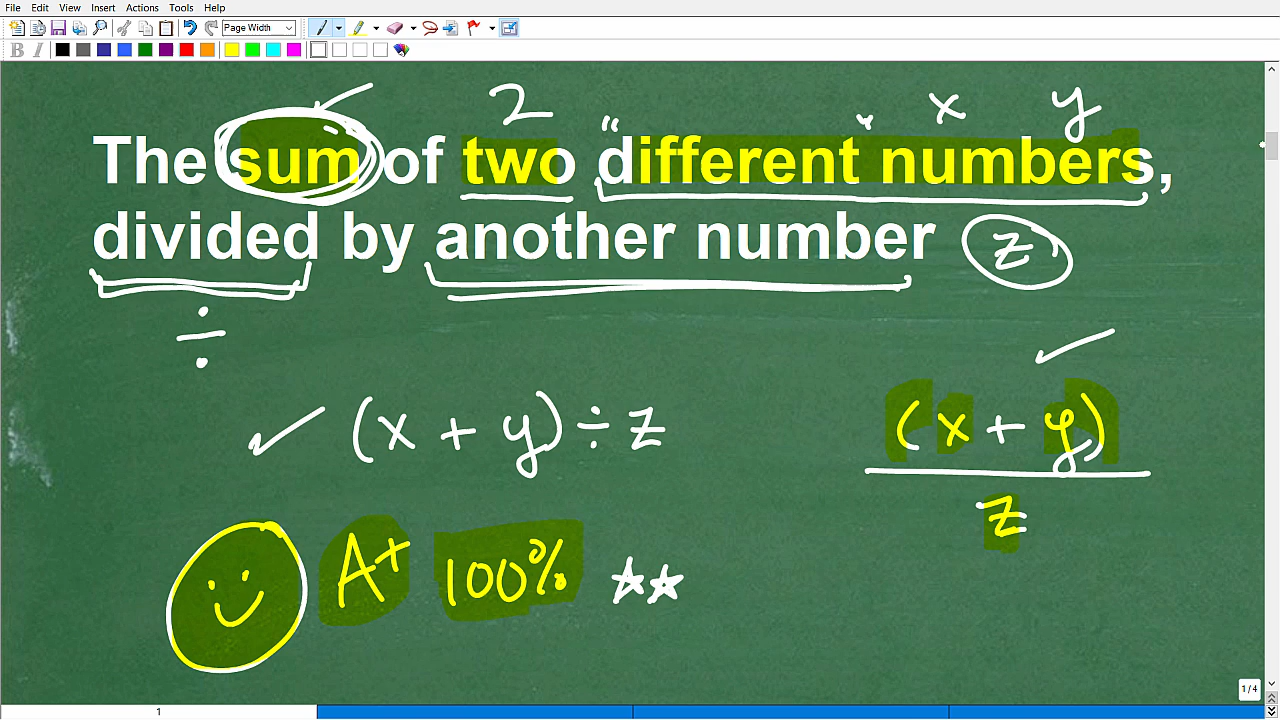 File Edit View Insert Actions Tools Help
Page Width
B I
2 " x y
The sum of two different numbers,
divided by another number z
÷
(x + y) ÷ z
(x + y)
z
A+ 100%
1/4
1